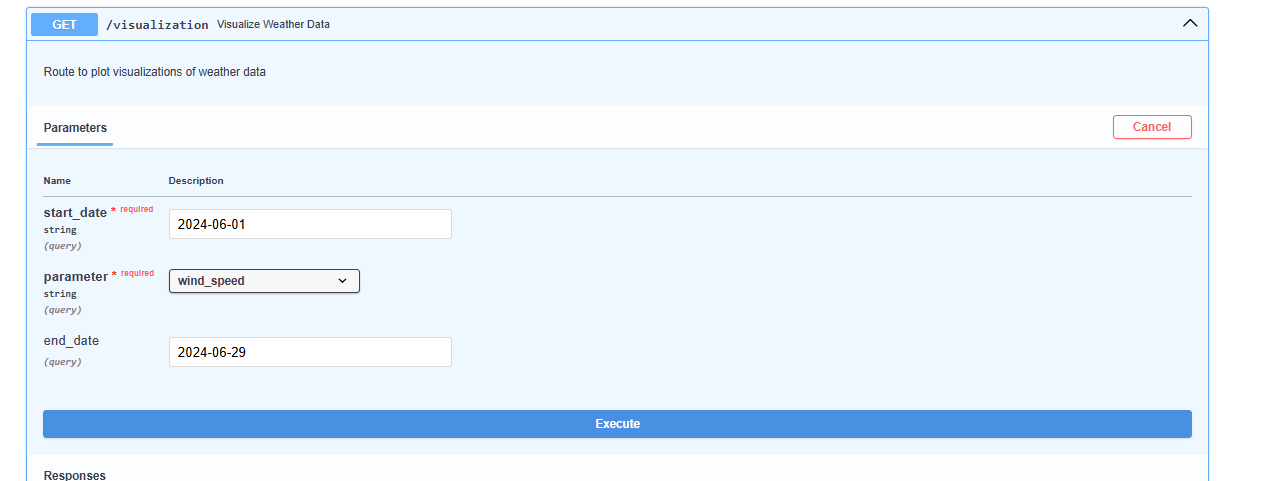 GET /visualization Visualize Weather Data
Route to plot visualizations of weather data
Parameters
Cancel
Name Description
start_date * required
string
(query)
2024-06-01
parameter * required
string
(query)
wind_speed
end_date
(query)
2024-06-29
Execute
Responses